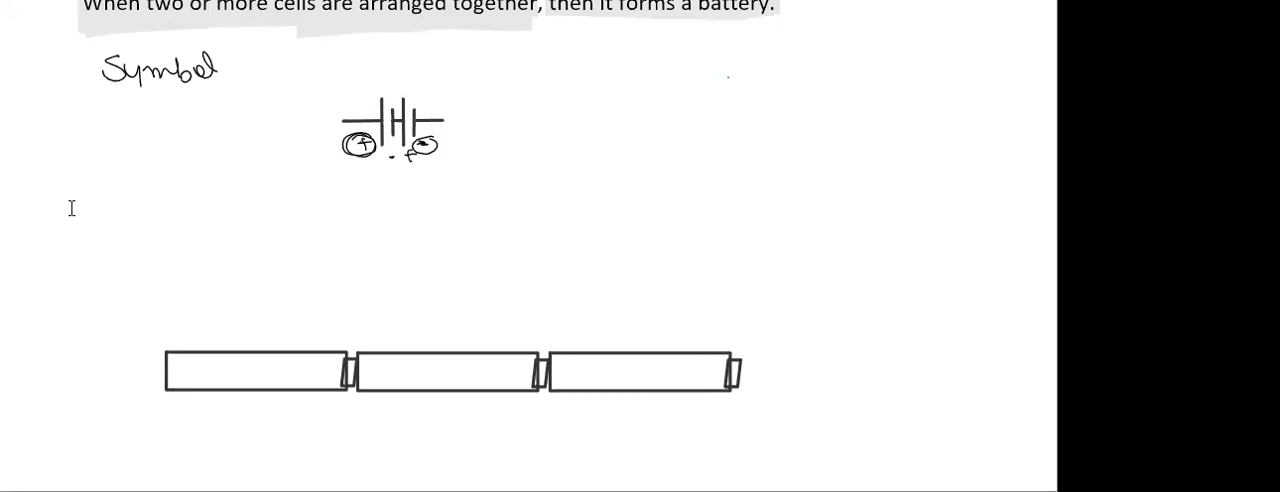 When two or more cells are arranged together, then it forms a battery.
Symbol
+ - + -